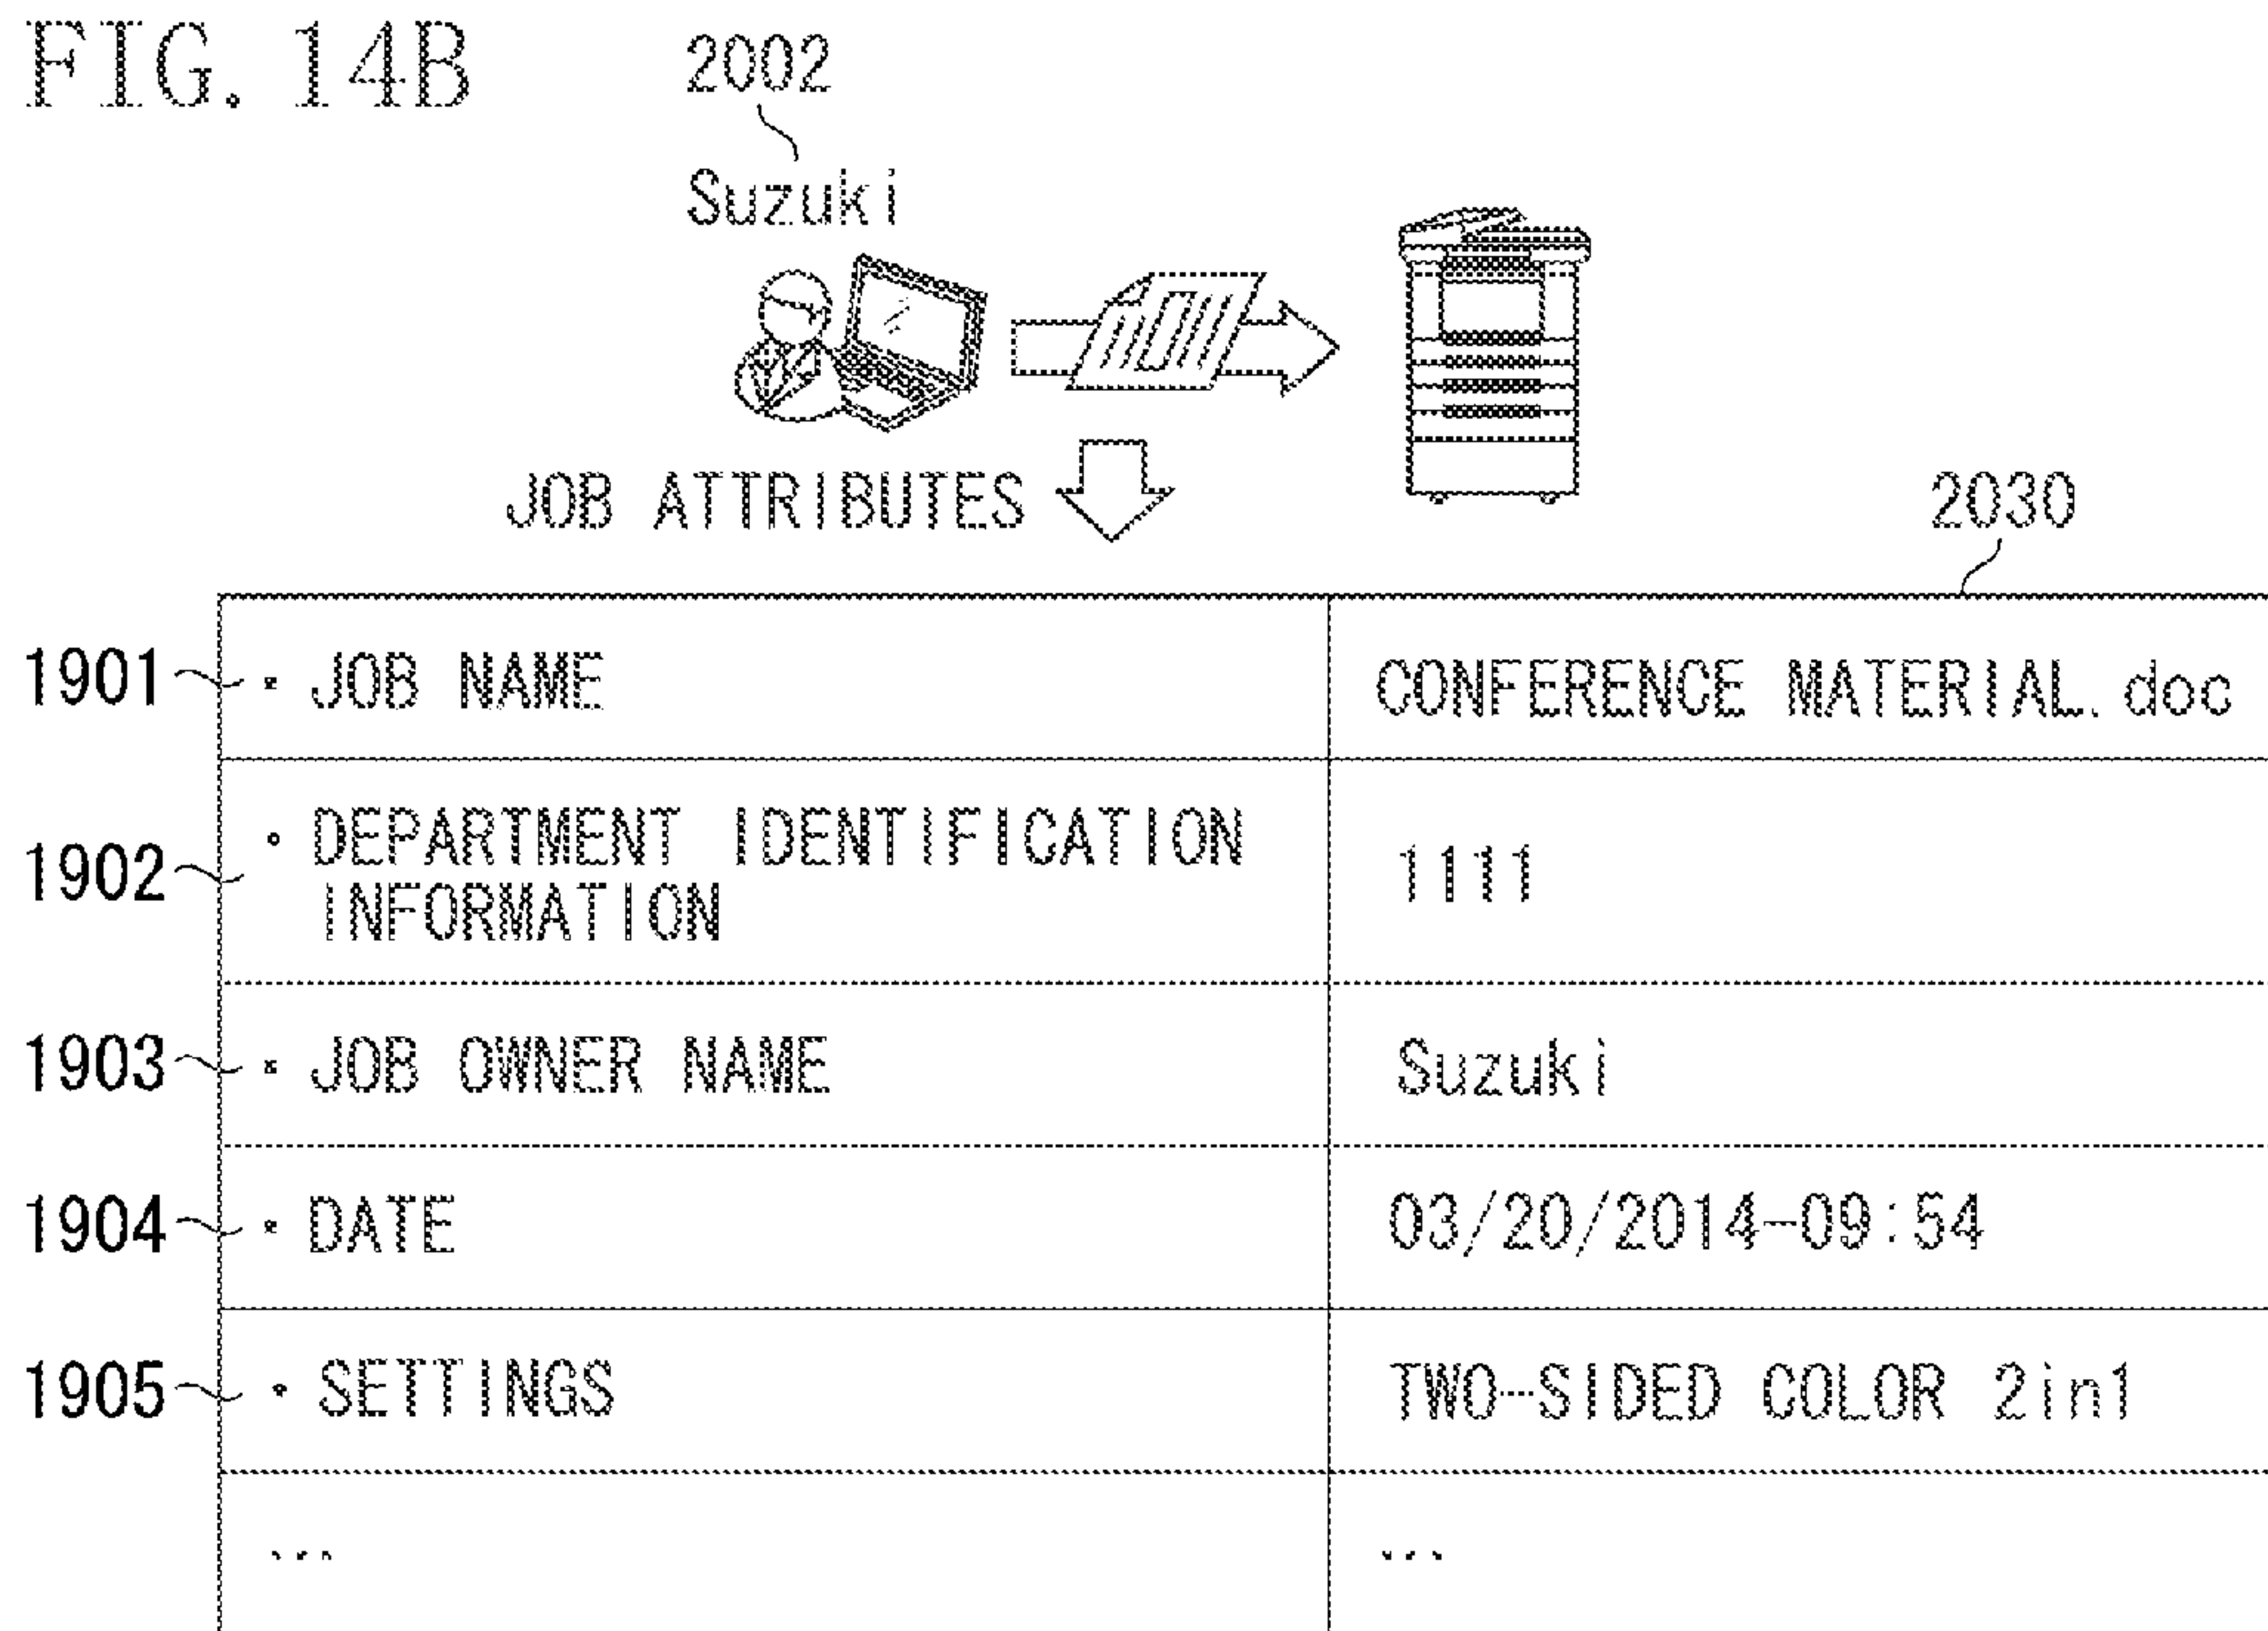 FIG. 14B
2002
Suzuki
JOB ATTRIBUTES
2030
1901 • JOB NAME CONFERENCE MATERIAL.doc
1902 • DEPARTMENT IDENTIFICATION
INFORMATION 1111
1903 • JOB OWNER NAME Suzuki
1904 • DATE 03/20/2014-09:54
1905 • SETTINGS TWO-SIDED COLOR 2in1
... ...